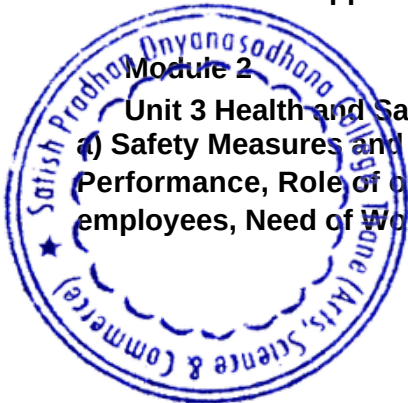 Module 2
Unit 3 Health and Sa
a) Safety Measures and
Performance, Role of o
employees, Need of Wo
Satish Pradhan Dnyanasadhana College, Thane (Arts, Science & Commerce)